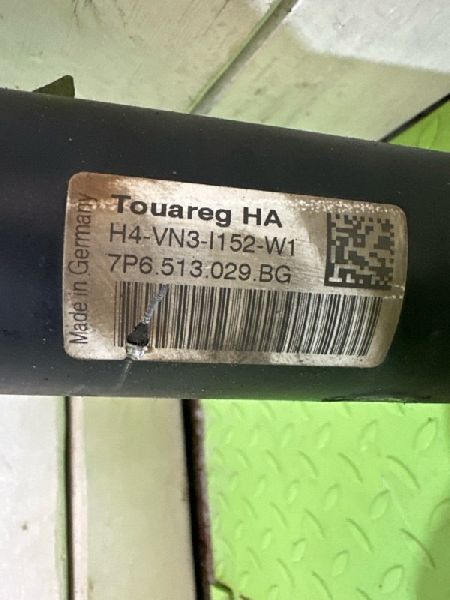 Touareg HA
H4-VN3-I152-W1
7P6.513.029.BG
Made in Germany